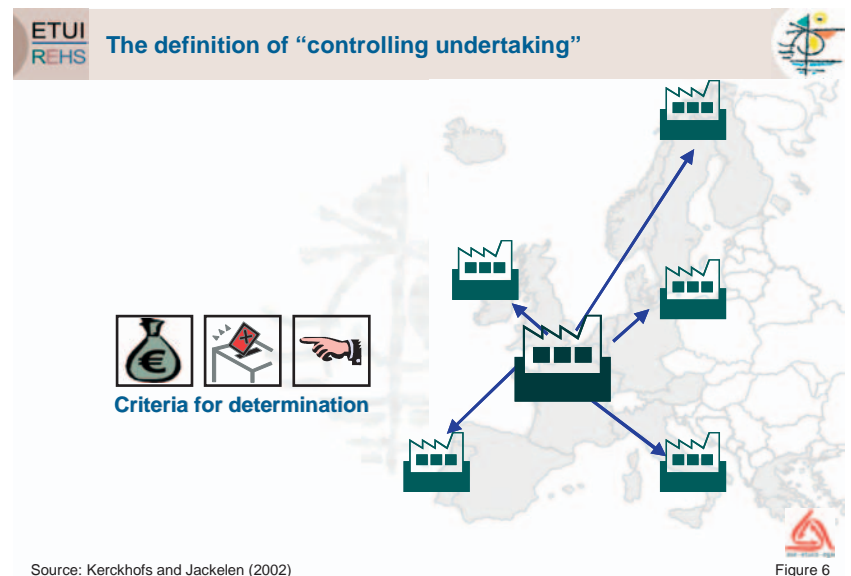 ETUI
REHS
The definition of “controlling undertaking”
€
Criteria for determination
Source: Kerckhofs and Jackelen (2002)
Figure 6